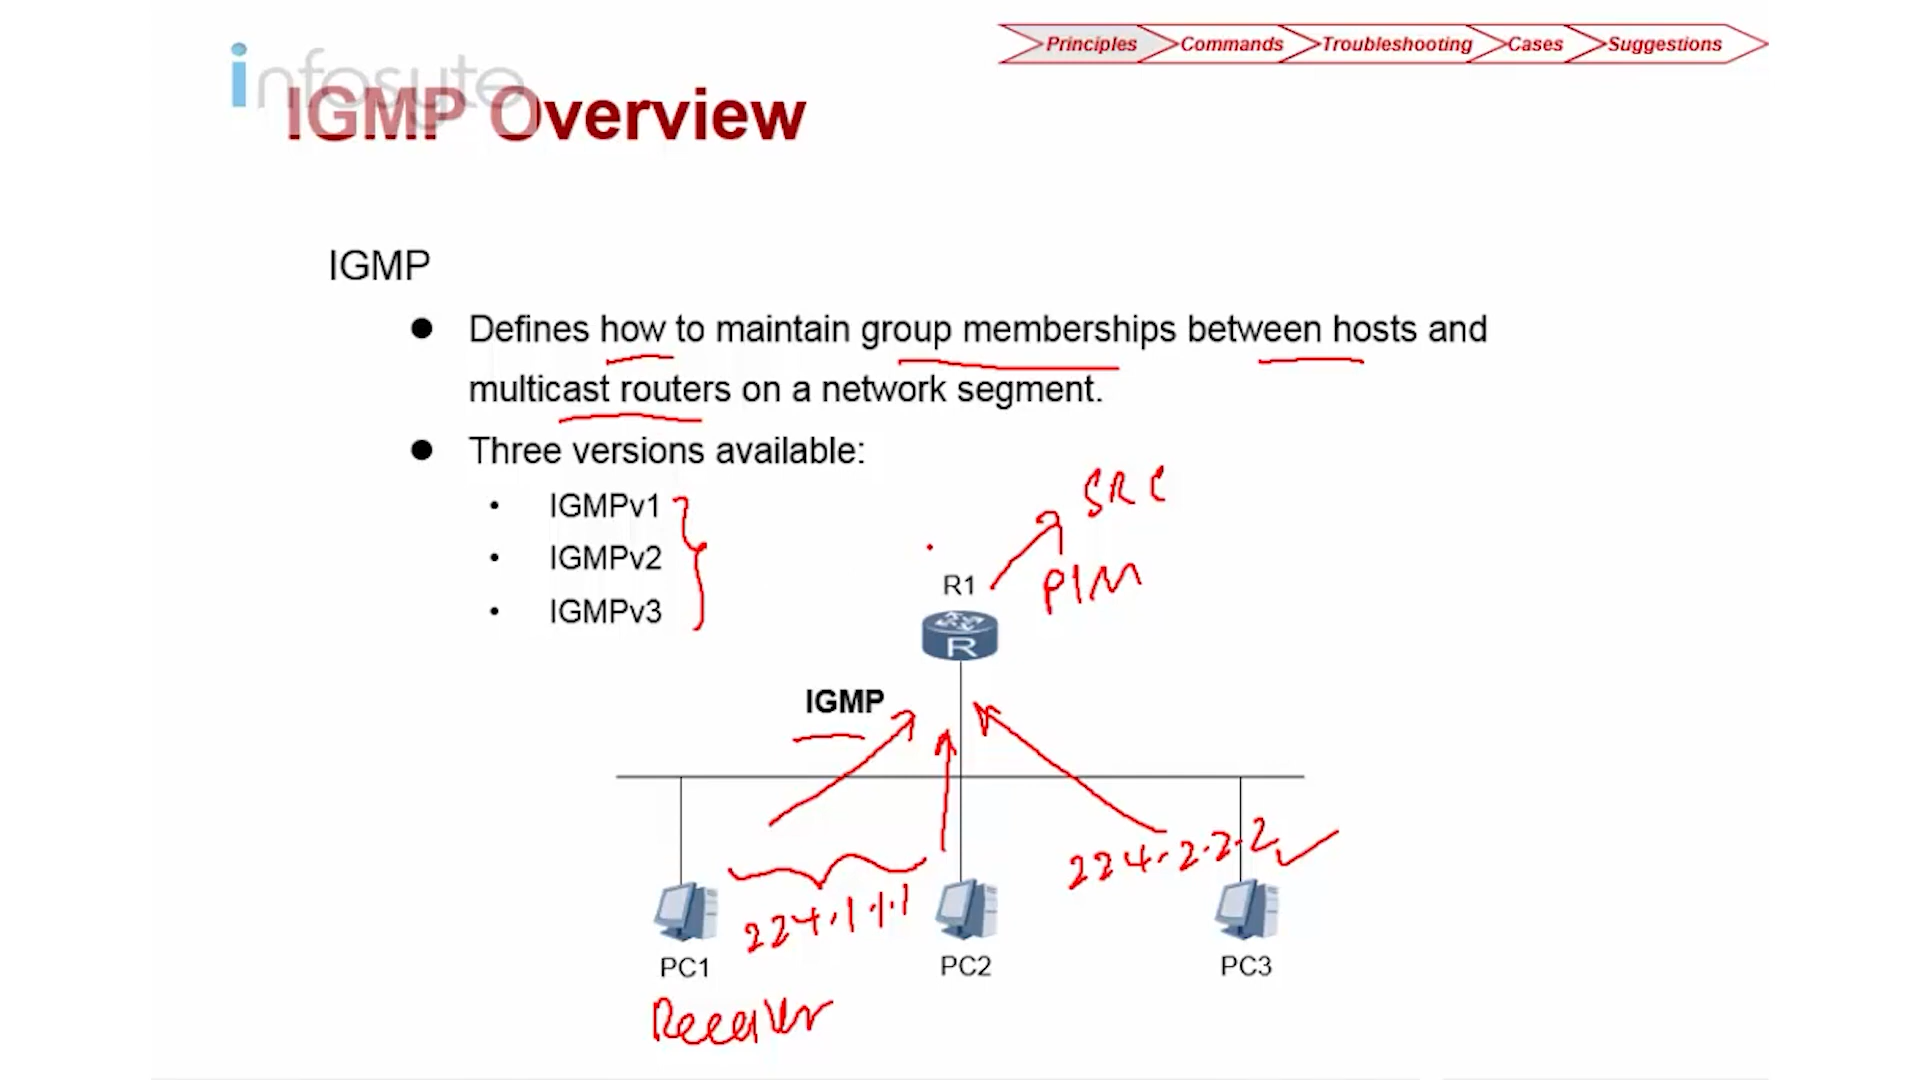 Principles Commands Troubleshooting Cases Suggestions
infosyte
IGMP Overview
IGMP
● Defines how to maintain group memberships between hosts and
multicast routers on a network segment.
● Three versions available:
• IGMPv1
• IGMPv2
• IGMPv3
SRC
PIM
R1
R
IGMP
224.1.1.1
224.2.2.2
PC1
PC2
PC3
Receiver